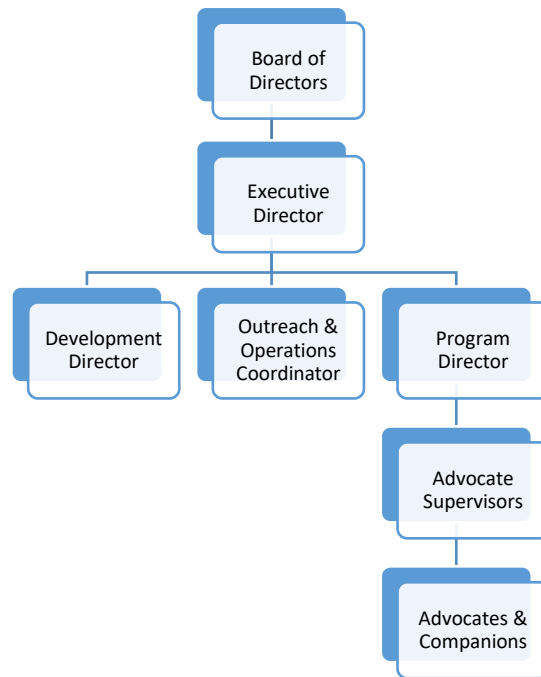 Board of
Directors
Executive
Director
Development
Director
Outreach &
Operations
Coordinator
Program
Director
Advocate
Supervisors
Advocates &
Companions